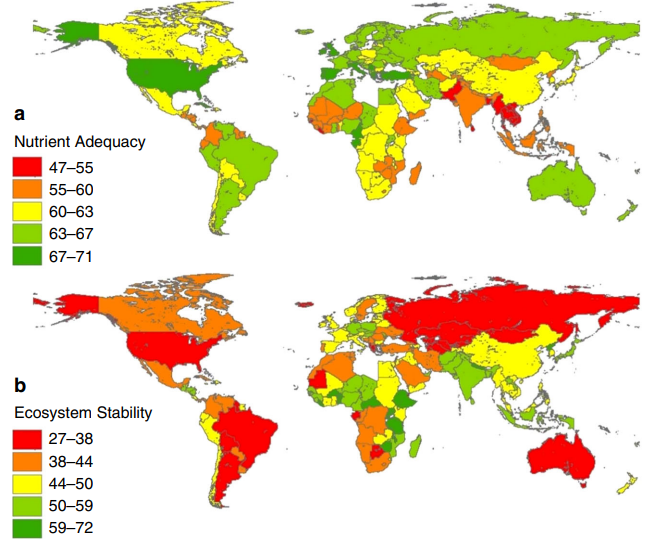 a
Nutrient Adequacy
47–55
55–60
60–63
63–67
67–71
b
Ecosystem Stability
27–38
38–44
44–50
50–59
59–72